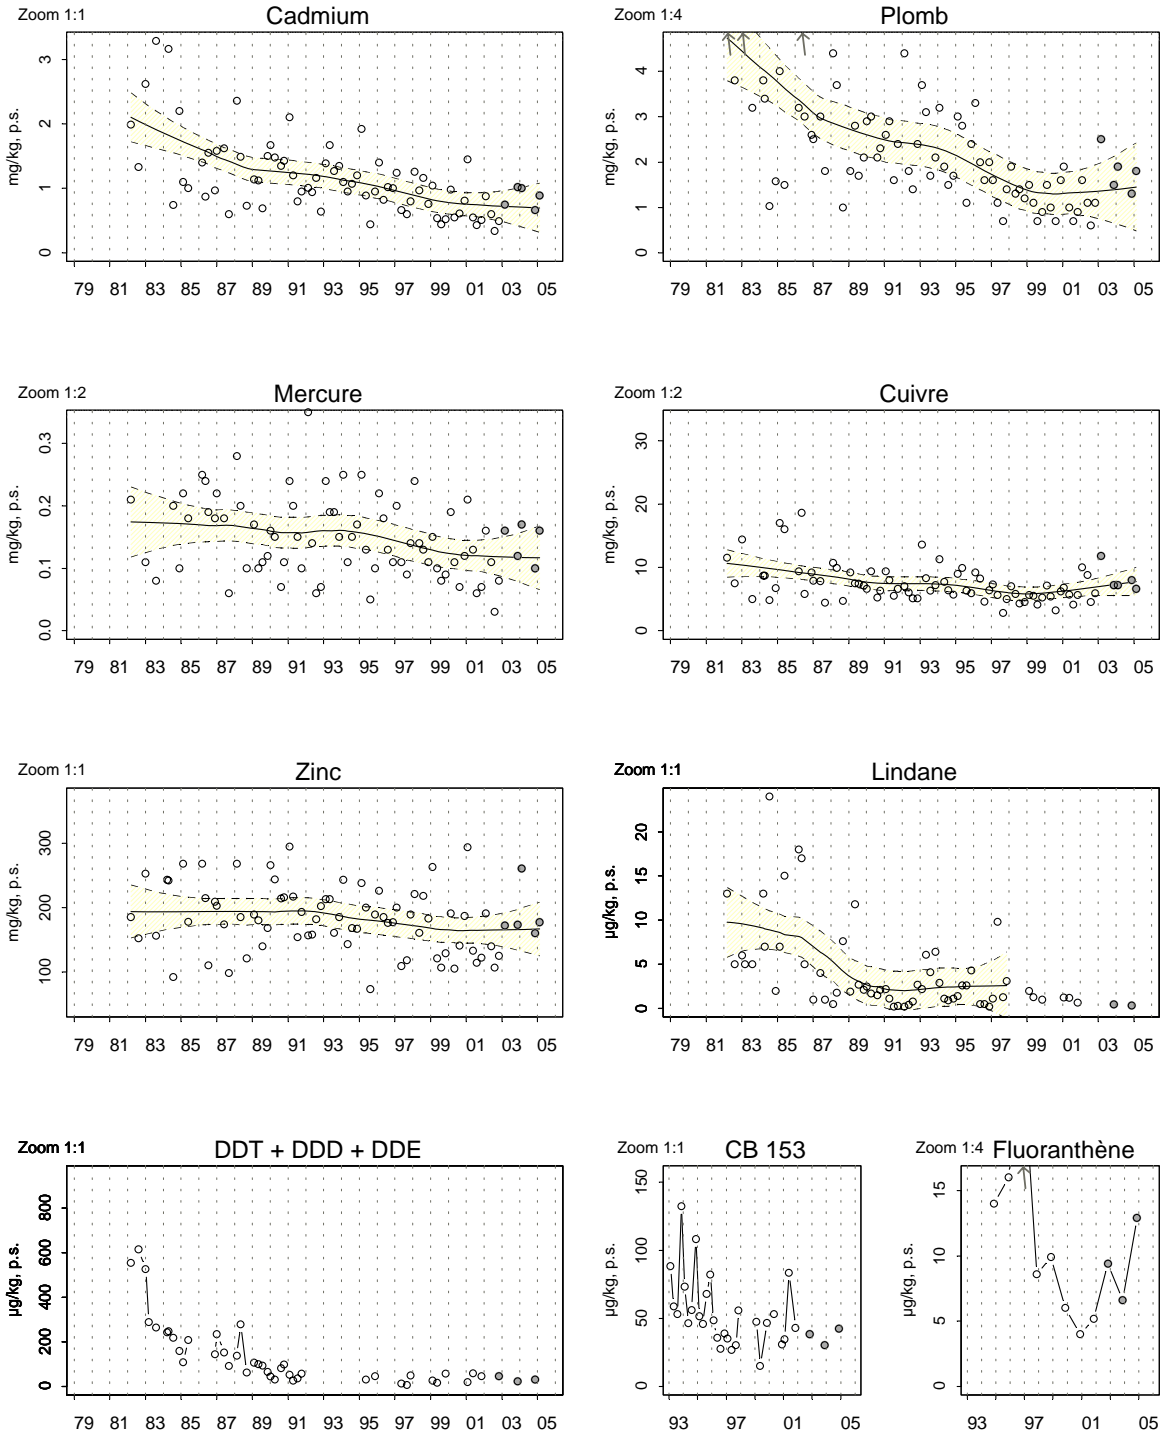 Zoom 1:1
Cadmium
mg/kg, p.s.
3
2
1
0
79 81 83 85 87 89 91 93 95 97 99 01 03 05
Zoom 1:4
Plomb
mg/kg, p.s.
4
3
2
1
0
79 81 83 85 87 89 91 93 95 97 99 01 03 05
Zoom 1:2
Mercure
mg/kg, p.s.
0.3
0.2
0.1
0.0
79 81 83 85 87 89 91 93 95 97 99 01 03 05
Zoom 1:2
Cuivre
mg/kg, p.s.
30
20
10
0
79 81 83 85 87 89 91 93 95 97 99 01 03 05
Zoom 1:1
Zinc
mg/kg, p.s.
300
200
100
79 81 83 85 87 89 91 93 95 97 99 01 03 05
Zoom 1:1
Lindane
µg/kg, p.s.
20
15
10
5
0
79 81 83 85 87 89 91 93 95 97 99 01 03 05
Zoom 1:1
DDT + DDD + DDE
µg/kg, p.s.
800
600
400
200
0
79 81 83 85 87 89 91 93 95 97 99 01 03 05
Zoom 1:1
CB 153
µg/kg, p.s.
150
100
50
0
93 97 01 05
Zoom 1:4
Fluoranthène
µg/kg, p.s.
15
10
5
0
93 97 01 05